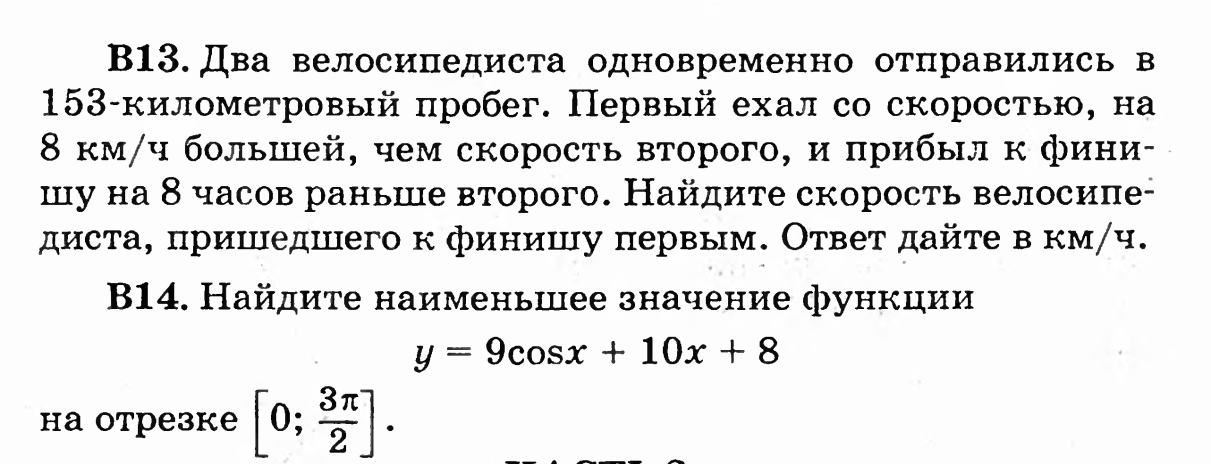 В13. Два велосипедиста одновременно отправились в
153-километровый пробег. Первый ехал со скоростью, на
8 км/ч большей, чем скорость второго, и прибыл к фини-
шу на 8 часов раньше второго. Найдите скорость велосипе-
диста, пришедшего к финишу первым. Ответ дайте в км/ч.
В14. Найдите наименьшее значение функции
y = 9cosx + 10x + 8
на отрезке [0; 3π/2].